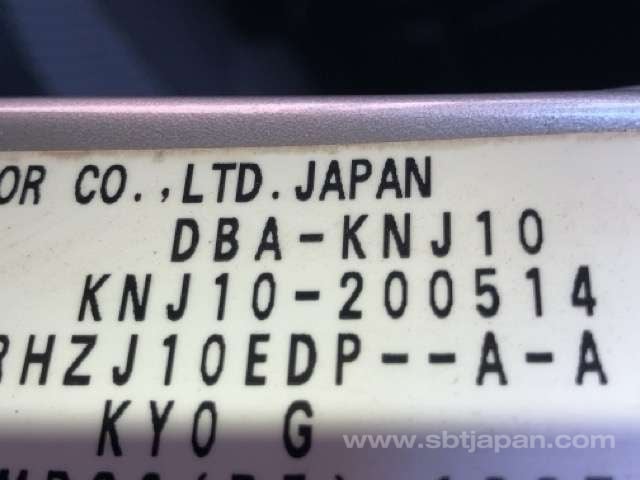 OR CO.,LTD.JAPAN
DBA-KNJ10
KNJ10-200514
RHZJ10EDP--A-A
KYO G
www.sbtjapan.com